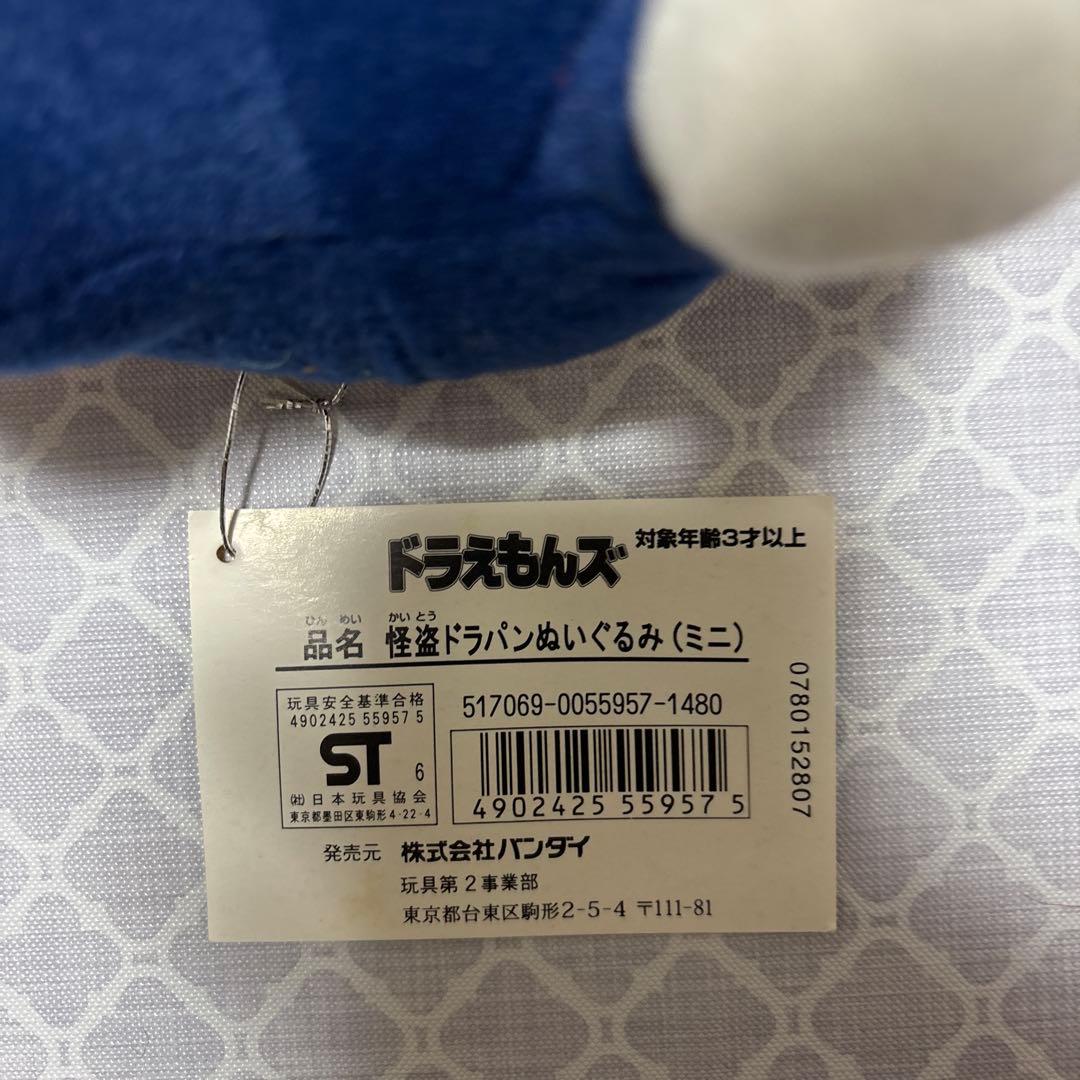 ドラえもんズ 対象年齢3才以上
ひん めい かい とう
品名 怪盗ドラパンぬいぐるみ(ミニ)
玩具安全基準合格
4902425 55957 5
ST 6
(社)日本玩具協会
東京都墨田区東駒形4-22-4
517069-0055957-1480
4902425 55957 5
0780152807
発売元 株式会社バンダイ
玩具第2事業部
東京都台東区駒形2-5-4 〒111-81